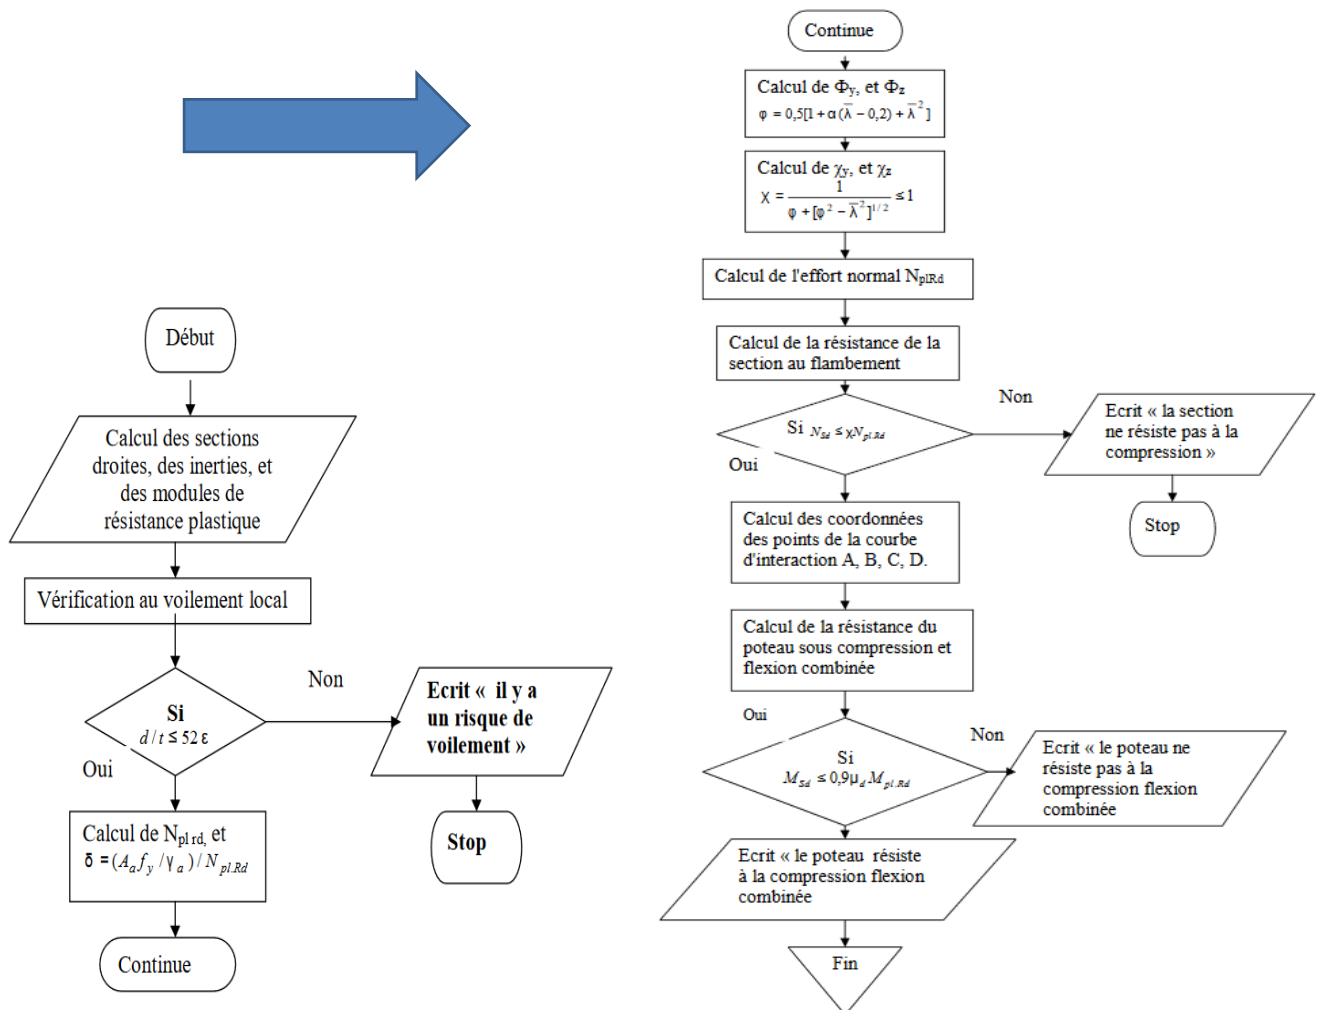 Début
Calcul des sections
droites, des inerties, et
des modules de
résistance plastique
Vérification au voilement local
Si
d / t ≤ 52 ε
Non
Oui
Ecrit « il y a
un risque de
voilement »
Stop
Calcul de Npl rd, et
δ = (Aa fy / γa) / Npl.Rd
Continue
Continue
Calcul de Φy, et Φz
φ = 0,5[1 + α(λ̅ − 0,2) + λ̅²]
Calcul de χy, et χz
χ = 1 / (φ + [φ² − λ̅²]^1/2) ≤ 1
Calcul de l'effort normal NplRd
Calcul de la résistance de la
section au flambement
Si NSd ≤ χNpl.Rd
Non
Oui
Ecrit « la section
ne résiste pas à la
compression »
Stop
Calcul des coordonnées
des points de la courbe
d'interaction A, B, C, D.
Calcul de la résistance du
poteau sous compression et
flexion combinée
Oui
Si
MSd ≤ 0,9μd Mpl.Rd
Non
Ecrit « le poteau ne
résiste pas à la
compression flexion
combinée
Ecrit « le poteau résiste
à la compression flexion
combinée
Fin